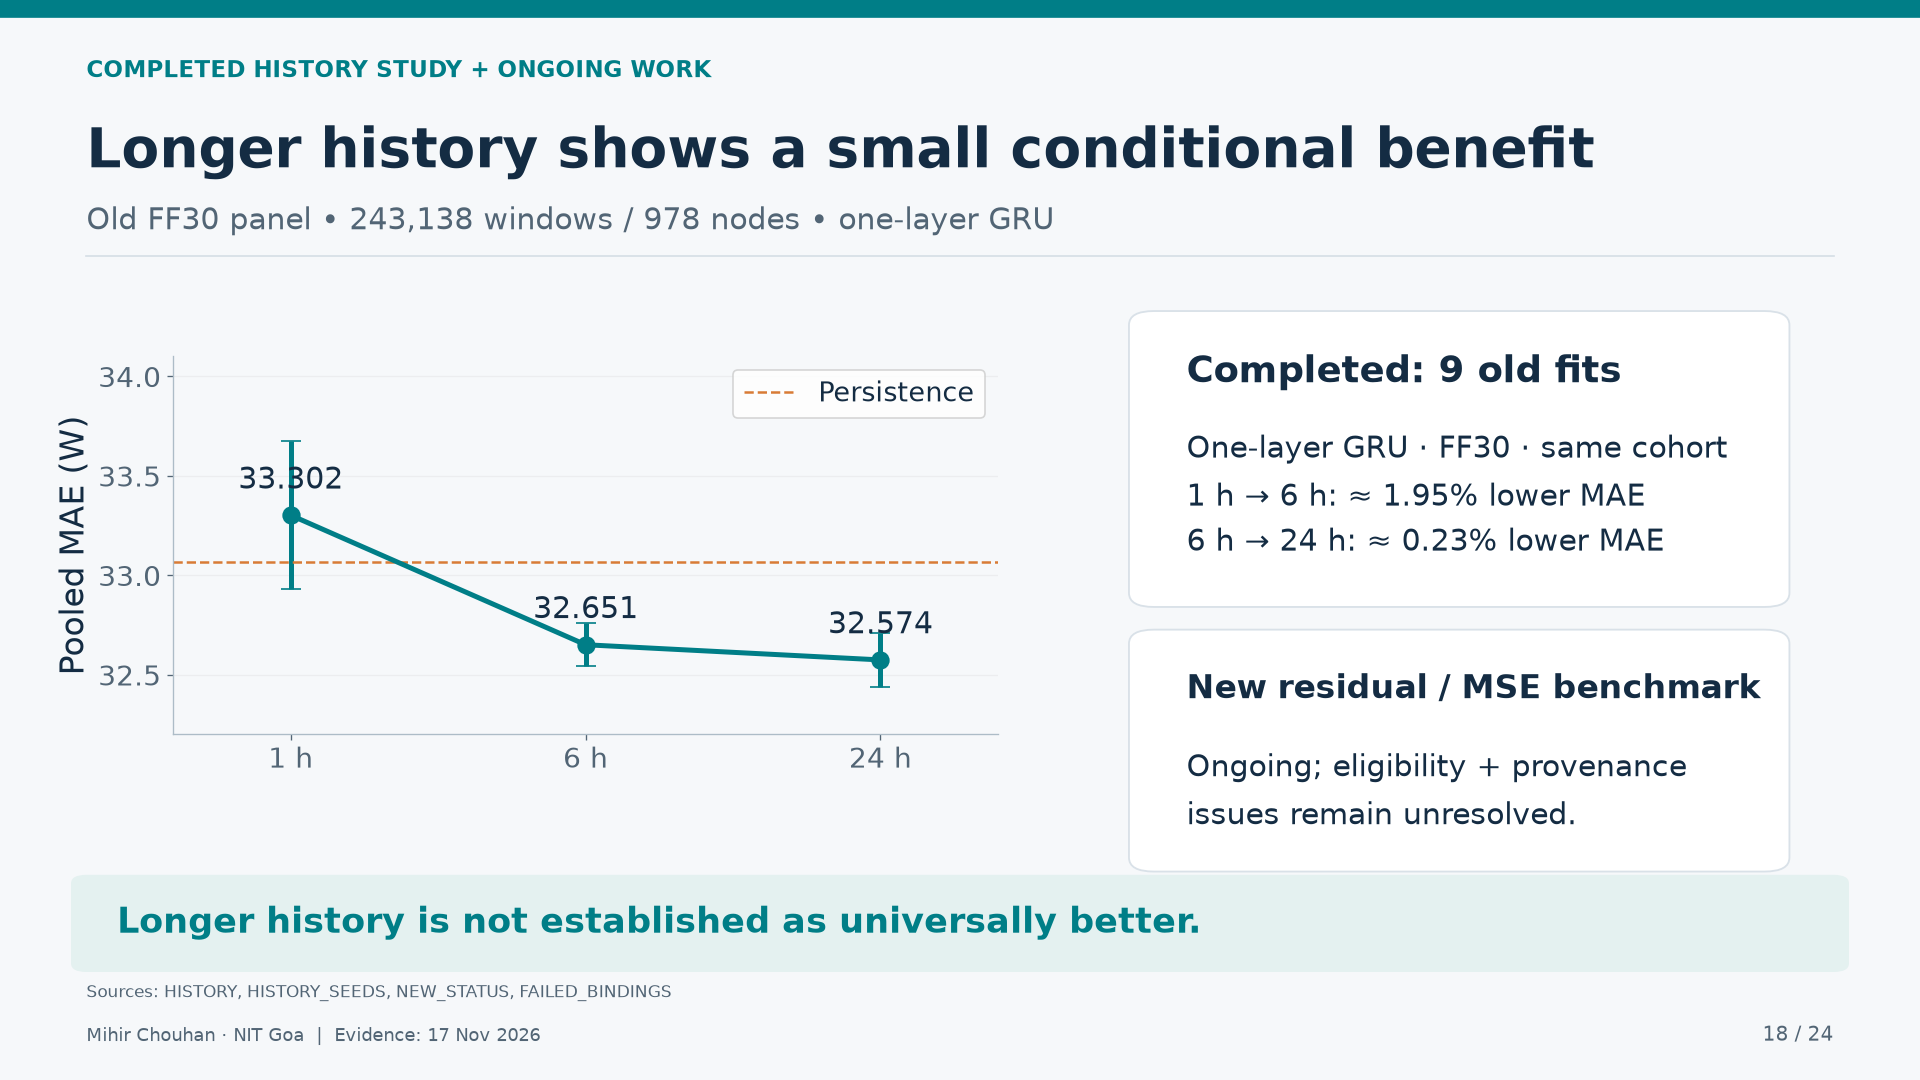 COMPLETED HISTORY STUDY + ONGOING WORK
Longer history shows a small conditional benefit
Old FF30 panel • 243,138 windows / 978 nodes • one-layer GRU
Pooled MAE (W)
34.0
33.5
33.0
32.5
Persistence
33.302
32.651
32.574
1 h
6 h
24 h
Completed: 9 old fits
One-layer GRU · FF30 · same cohort
1 h → 6 h: ≈ 1.95% lower MAE
6 h → 24 h: ≈ 0.23% lower MAE
New residual / MSE benchmark
Ongoing; eligibility + provenance
issues remain unresolved.
Longer history is not established as universally better.
Sources: HISTORY, HISTORY_SEEDS, NEW_STATUS, FAILED_BINDINGS
Mihir Chouhan · NIT Goa | Evidence: 17 Nov 2026
18 / 24